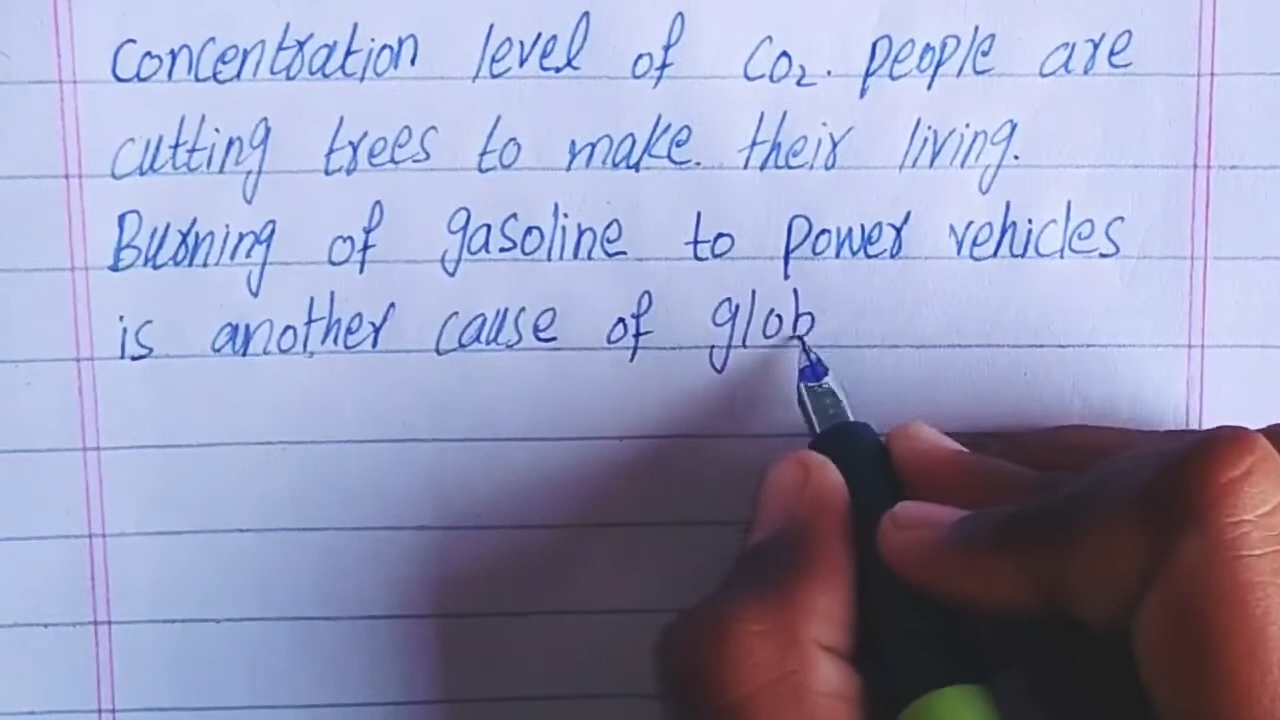 Concentration level of CO₂. people are
cutting trees to make. their living.
Burning of gasoline to power vehicles
is another cause of glob